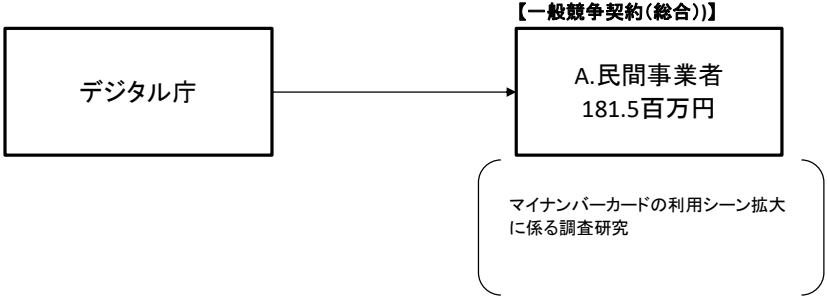 【一般競争契約(総合))】
デジタル庁
A.民間事業者
181.5百万円
マイナンバーカードの利用シーン拡大
に係る調査研究